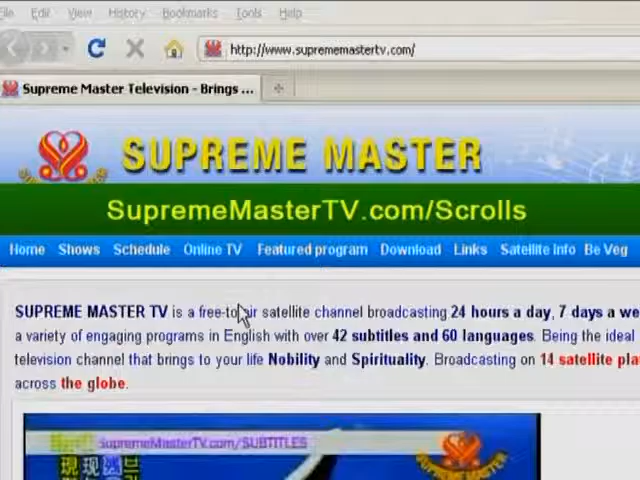 File Edit View History Bookmarks Tools Help
http://www.suprememastertv.com/
Supreme Master Television - Brings ...
SUPREME MASTER
SupremeMasterTV.com/Scrolls
Home Shows Schedule Online TV Featured program Download Links Satellite Info Be Veg
SUPREME MASTER TV is a free-to-air satellite channel broadcasting 24 hours a day, 7 days a we
a variety of engaging programs in English with over 42 subtitles and 60 languages. Being the ideal
television channel that brings to your life Nobility and Spirituality. Broadcasting on 14 satellite pla
across the globe.
SupremeMasterTV.com/SUBTITLES
SUPREME MASTER